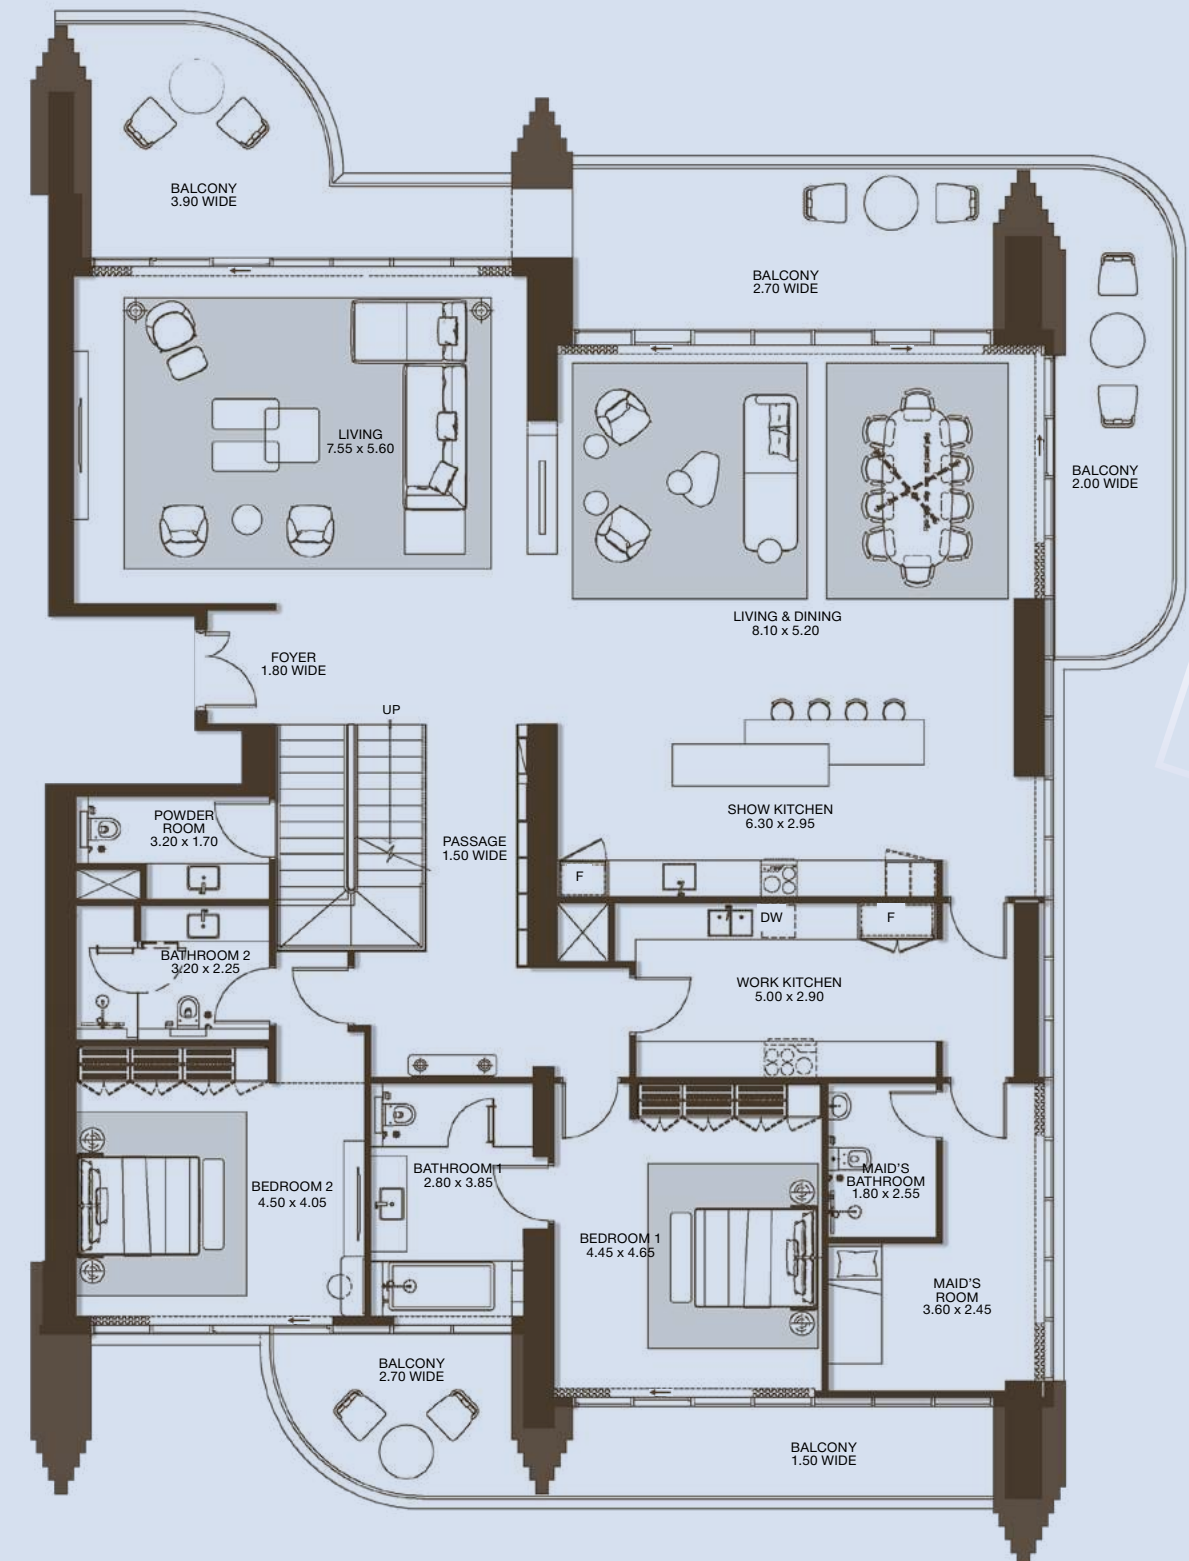 BALCONY
3.90 WIDE
BALCONY
2.70 WIDE
LIVING
7.55 x 5.60
BALCONY
2.00 WIDE
LIVING & DINING
8.10 x 5.20
FOYER
1.80 WIDE
UP
POWDER
ROOM
3.20 x 1.70
PASSAGE
1.50 WIDE
SHOW KITCHEN
6.30 x 2.95
F
DW
F
BATHROOM 2
3.20 x 2.25
WORK KITCHEN
5.00 x 2.90
BEDROOM 2
4.50 x 4.05
BATHROOM 1
2.80 x 3.85
MAID'S
BATHROOM
1.80 x 2.55
BEDROOM 1
4.45 x 4.65
MAID'S
ROOM
3.60 x 2.45
BALCONY
2.70 WIDE
BALCONY
1.50 WIDE